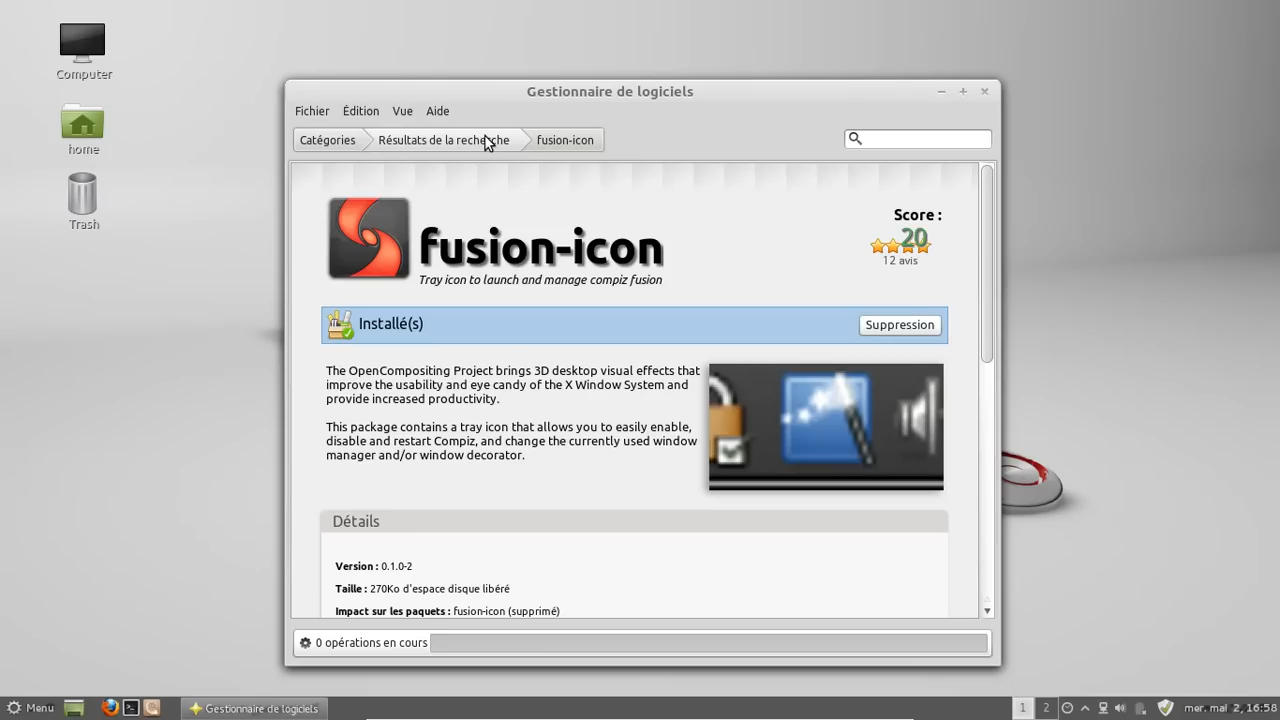 Computer
home
Trash
Gestionnaire de logiciels
Fichier Édition Vue Aide
Catégories Résultats de la recherche fusion-icon
fusion-icon
Tray icon to launch and manage compiz fusion
Score :
20
12 avis
Installé(s)
Suppression
The OpenCompositing Project brings 3D desktop visual effects that
improve the usability and eye candy of the X Window System and
provide increased productivity.
This package contains a tray icon that allows you to easily enable,
disable and restart Compiz, and change the currently used window
manager and/or window decorator.
Détails
Version : 0.1.0-2
Taille : 270Ko d'espace disque libéré
Impact sur les paquets : fusion-icon (supprimé)
0 opérations en cours
Menu Gestionnaire de logiciels 1 2 mer. mai 2, 16:58